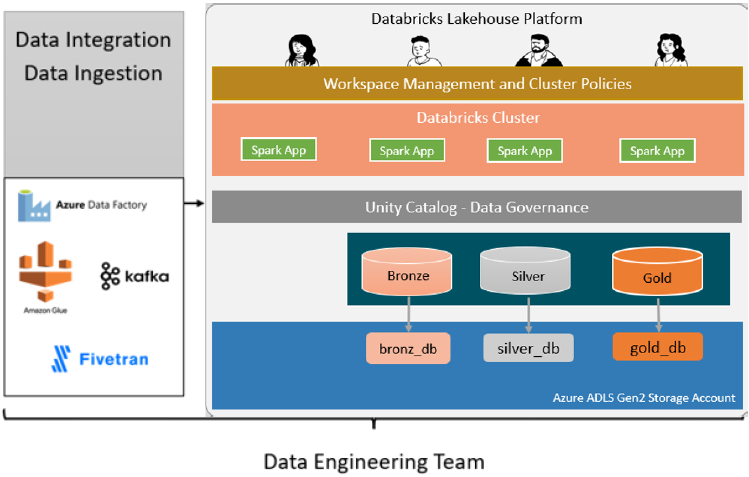 Data Integration
Data Ingestion
Azure Data Factory
Amazon Glue
kafka
Fivetran
Databricks Lakehouse Platform
Workspace Management and Cluster Policies
Databricks Cluster
Spark App
Spark App
Spark App
Spark App
Unity Catalog - Data Governance
Bronze
Silver
Gold
bronz_db
silver_db
gold_db
Azure ADLS Gen2 Storage Account
Data Engineering Team